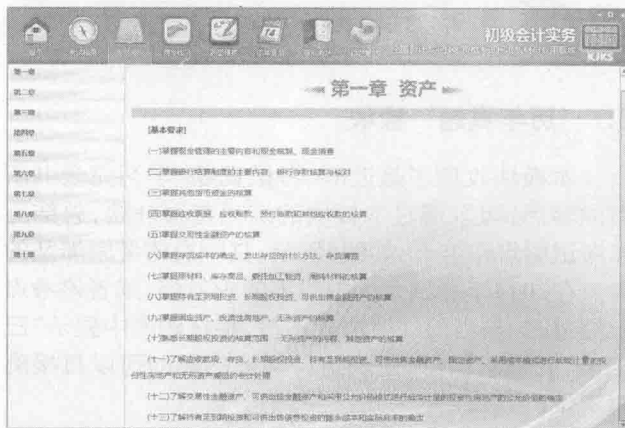 初级会计实务
KJKS
第一章
第二章
第三章
第四章
第五章
第六章
第七章
第八章
第九章
第十章
第一章 资产
[基本要求]
(一)掌握现金管理的主要内容和现金核算、现金清查
(二)掌握银行结算制度的主要内容、银行存款核算与核对
(三)掌握其他货币资金的核算
(四)掌握应收票据、应收账款、预付账款和其他应收款的核算
(五)掌握交易性金融资产的核算
(六)掌握存货成本的确定、发出存货的计价方法、存货清查
(七)掌握原材料、库存商品、委托加工物资、周转材料的核算
(八)掌握持有至到期投资、长期股权投资、可供出售金融资产的核算
(九)掌握固定资产、投资性房地产、无形资产的核算
(十)熟悉长期股权投资的核算范围 无形资产的内容、其他资产的核算
(十一)了解应收款项、存货、长期股权投资、持有至到期投资、可供出售金融资产、固定资产、采用成本模式进行后续计量的投
资性房地产和无形资产减值的会计处理
(十二)了解交易性金融资产、可供出售金融资产和采用公允价值模式进行后续计量的投资性房地产的公允价值的确定
(十三)了解持有至到期投资和可供出售债券投资的摊余成本和实际利率的确定